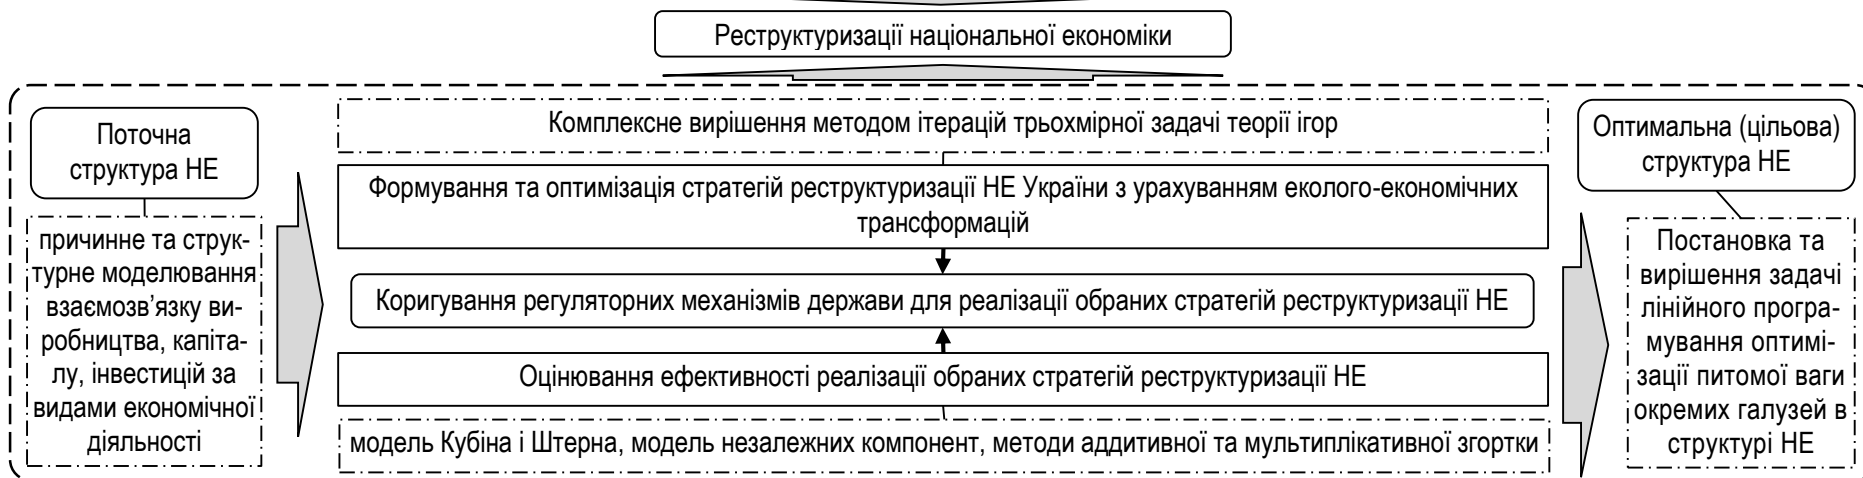 Реструктуризації національної економіки
Поточна
структура НЕ
причинне та струк-
турне моделювання
взаємозв’язку ви-
робництва, капіта-
лу, інвестицій за
видами економічної
діяльності
Комплексне вирішення методом ітерацій трьохмірної задачі теорії ігор
Формування та оптимізація стратегій реструктуризації НЕ України з урахуванням еколого-економічних
трансформацій
Коригування регуляторних механізмів держави для реалізації обраних стратегій реструктуризації НЕ
Оцінювання ефективності реалізації обраних стратегій реструктуризації НЕ
модель Кубіна і Штерна, модель незалежних компонент, методи аддитивної та мультиплікативної згортки
Оптимальна (цільова)
структура НЕ
Постановка та
вирішення задачі
лінійного програ-
мування оптимі-
зації питомої ваги
окремих галузей в
структурі НЕ